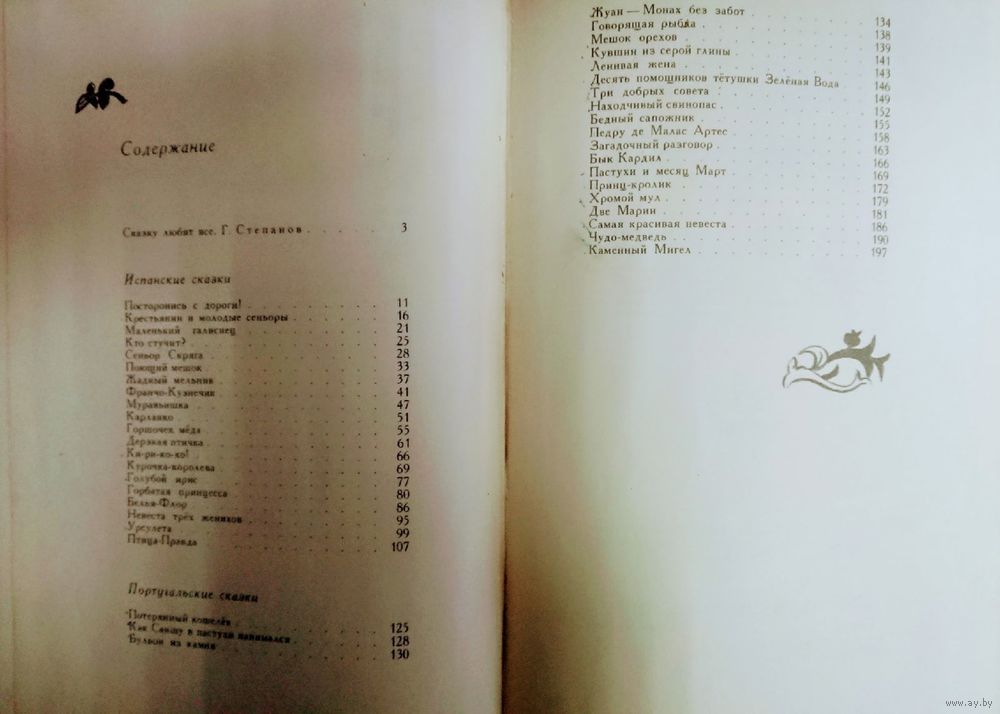 Содержание
Сказку любят все. Г. Степанов . . . . . . 3
Испанские сказки
Посторонись с дороги! . . . . . . . . 11
Крестьянин и молодые сеньоры . . . . . . 16
Маленький галисиец . . . . . . . . 21
Кто стучит? . . . . . . . . . 25
Сеньор Скряга . . . . . . . . . 28
Поющий мешок . . . . . . . . . 33
Жадный мельник . . . . . . . . . 37
Франчо-Кузнечик . . . . . . . . . 41
Муравьишка . . . . . . . . . 47
Карланко . . . . . . . . . . 51
Горшочек мёда . . . . . . . . . 55
Дерзкая птичка . . . . . . . . . 61
Ки-ри-ко-ко! . . . . . . . . . 66
Курочка-королева . . . . . . . . 69
Голубой ирис . . . . . . . . . 77
Горбатая принцесса . . . . . . . . 80
Белья-Флор . . . . . . . . . 86
Невеста трёх женихов . . . . . . . . 95
Урсулета . . . . . . . . . . 99
Птица-Правда . . . . . . . . . 107
Португальские сказки
Потерянный кошелёк . . . . . . . . 125
Как Саншу в пастухи нанимался . . . . . . 128
Бульон из камня . . . . . . . . . 130
Жуан — Монах без забот . . . . . . 134
Говорящая рыба . . . . . . . . 138
Мешок орехов . . . . . . . . 139
Кувшин из серой глины . . . . . . 141
Ленивая жена . . . . . . . . 143
Десять помощников тётушки Зелёная Вода . . 146
Три добрых совета . . . . . . . 149
Находчивый свинопас . . . . . . . 152
Бедный сапожник . . . . . . . . 155
Педру де Малас Артес . . . . . . . 158
Загадочный разговор . . . . . . . 163
Бык Кардил . . . . . . . . . 166
Пастухи и месяц Март . . . . . . . 169
Принц-кролик . . . . . . . . . 172
Хромой мул . . . . . . . . . 179
Две Марии . . . . . . . . . 181
Самая красивая невеста . . . . . . . 186
Чудо-медведь . . . . . . . . . 190
Каменный Мигел . . . . . . . . 197
www.ay.by